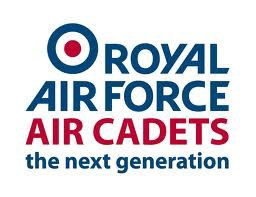 ROYAL
AIR FORCE
AIR CADETS
the next generation